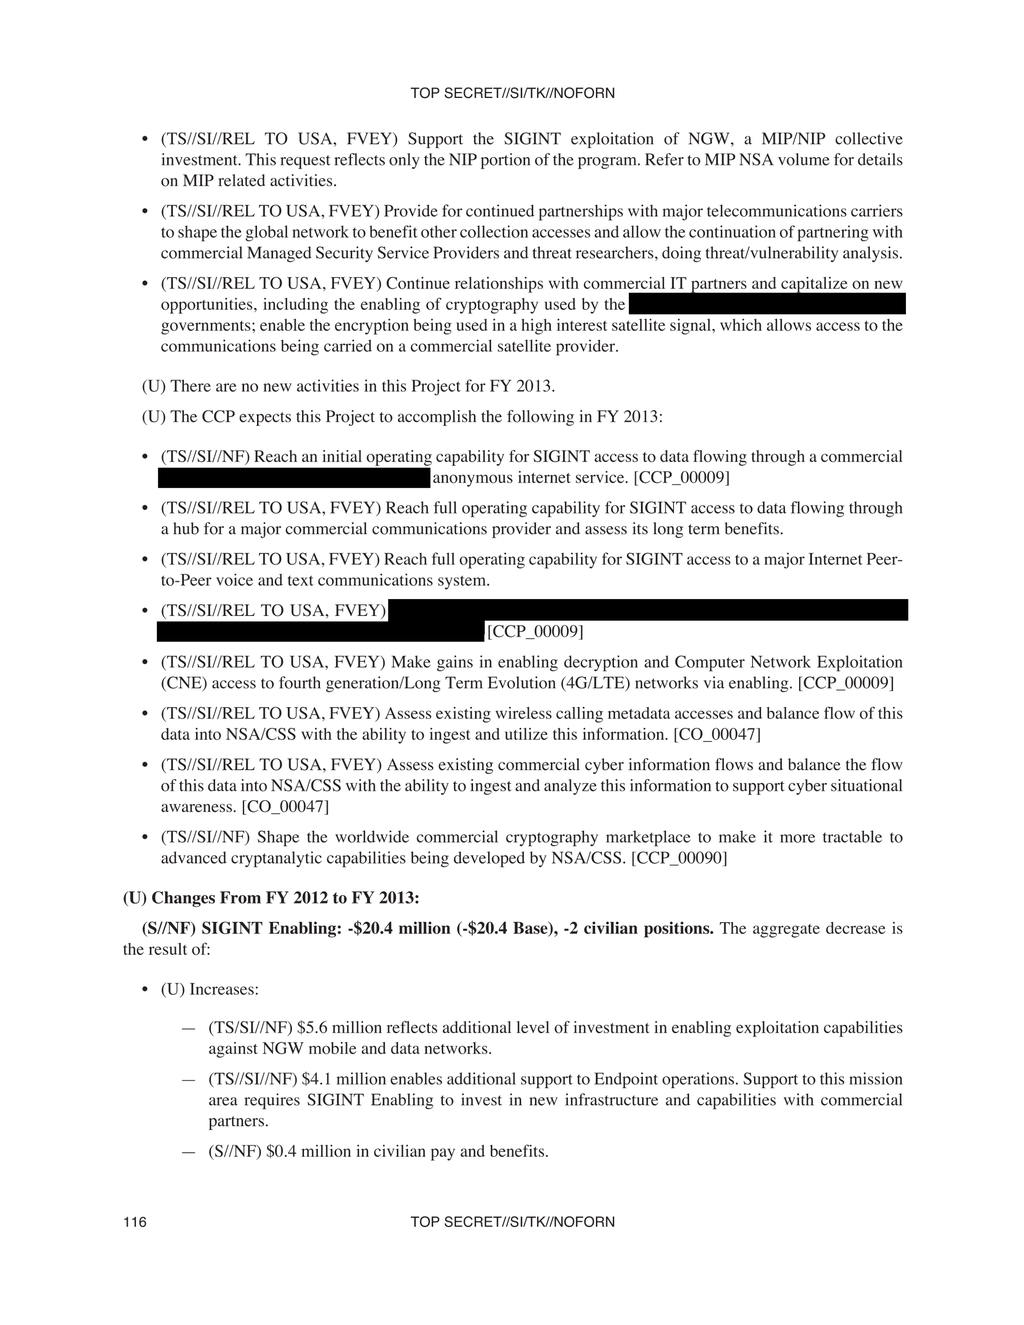 TOP SECRET//SI/TK//NOFORN
• (TS//SI//REL TO USA, FVEY) Support the SIGINT exploitation of NGW, a MIP/NIP collective
investment. This request reflects only the NIP portion of the program. Refer to MIP NSA volume for details
on MIP related activities.
• (TS//SI//REL TO USA, FVEY) Provide for continued partnerships with major telecommunications carriers
to shape the global network to benefit other collection accesses and allow the continuation of partnering with
commercial Managed Security Service Providers and threat researchers, doing threat/vulnerability analysis.
• (TS//SI//REL TO USA, FVEY) Continue relationships with commercial IT partners and capitalize on new
opportunities, including the enabling of cryptography used by the
governments; enable the encryption being used in a high interest satellite signal, which allows access to the
communications being carried on a commercial satellite provider.
(U) There are no new activities in this Project for FY 2013.
(U) The CCP expects this Project to accomplish the following in FY 2013:
• (TS//SI//NF) Reach an initial operating capability for SIGINT access to data flowing through a commercial
anonymous internet service. [CCP_00009]
• (TS//SI//REL TO USA, FVEY) Reach full operating capability for SIGINT access to data flowing through
a hub for a major commercial communications provider and assess its long term benefits.
• (TS//SI//REL TO USA, FVEY) Reach full operating capability for SIGINT access to a major Internet Peer-
to-Peer voice and text communications system.
• (TS//SI//REL TO USA, FVEY)
[CCP_00009]
• (TS//SI//REL TO USA, FVEY) Make gains in enabling decryption and Computer Network Exploitation
(CNE) access to fourth generation/Long Term Evolution (4G/LTE) networks via enabling. [CCP_00009]
• (TS//SI//REL TO USA, FVEY) Assess existing wireless calling metadata accesses and balance flow of this
data into NSA/CSS with the ability to ingest and utilize this information. [CO_00047]
• (TS//SI//REL TO USA, FVEY) Assess existing commercial cyber information flows and balance the flow
of this data into NSA/CSS with the ability to ingest and analyze this information to support cyber situational
awareness. [CO_00047]
• (TS//SI//NF) Shape the worldwide commercial cryptography marketplace to make it more tractable to
advanced cryptanalytic capabilities being developed by NSA/CSS. [CCP_00090]
(U) Changes From FY 2012 to FY 2013:
(S//NF) SIGINT Enabling: -$20.4 million (-$20.4 Base), -2 civilian positions. The aggregate decrease is
the result of:
• (U) Increases:
— (TS/SI//NF) $5.6 million reflects additional level of investment in enabling exploitation capabilities
against NGW mobile and data networks.
— (TS//SI//NF) $4.1 million enables additional support to Endpoint operations. Support to this mission
area requires SIGINT Enabling to invest in new infrastructure and capabilities with commercial
partners.
— (S//NF) $0.4 million in civilian pay and benefits.
116
TOP SECRET//SI/TK//NOFORN